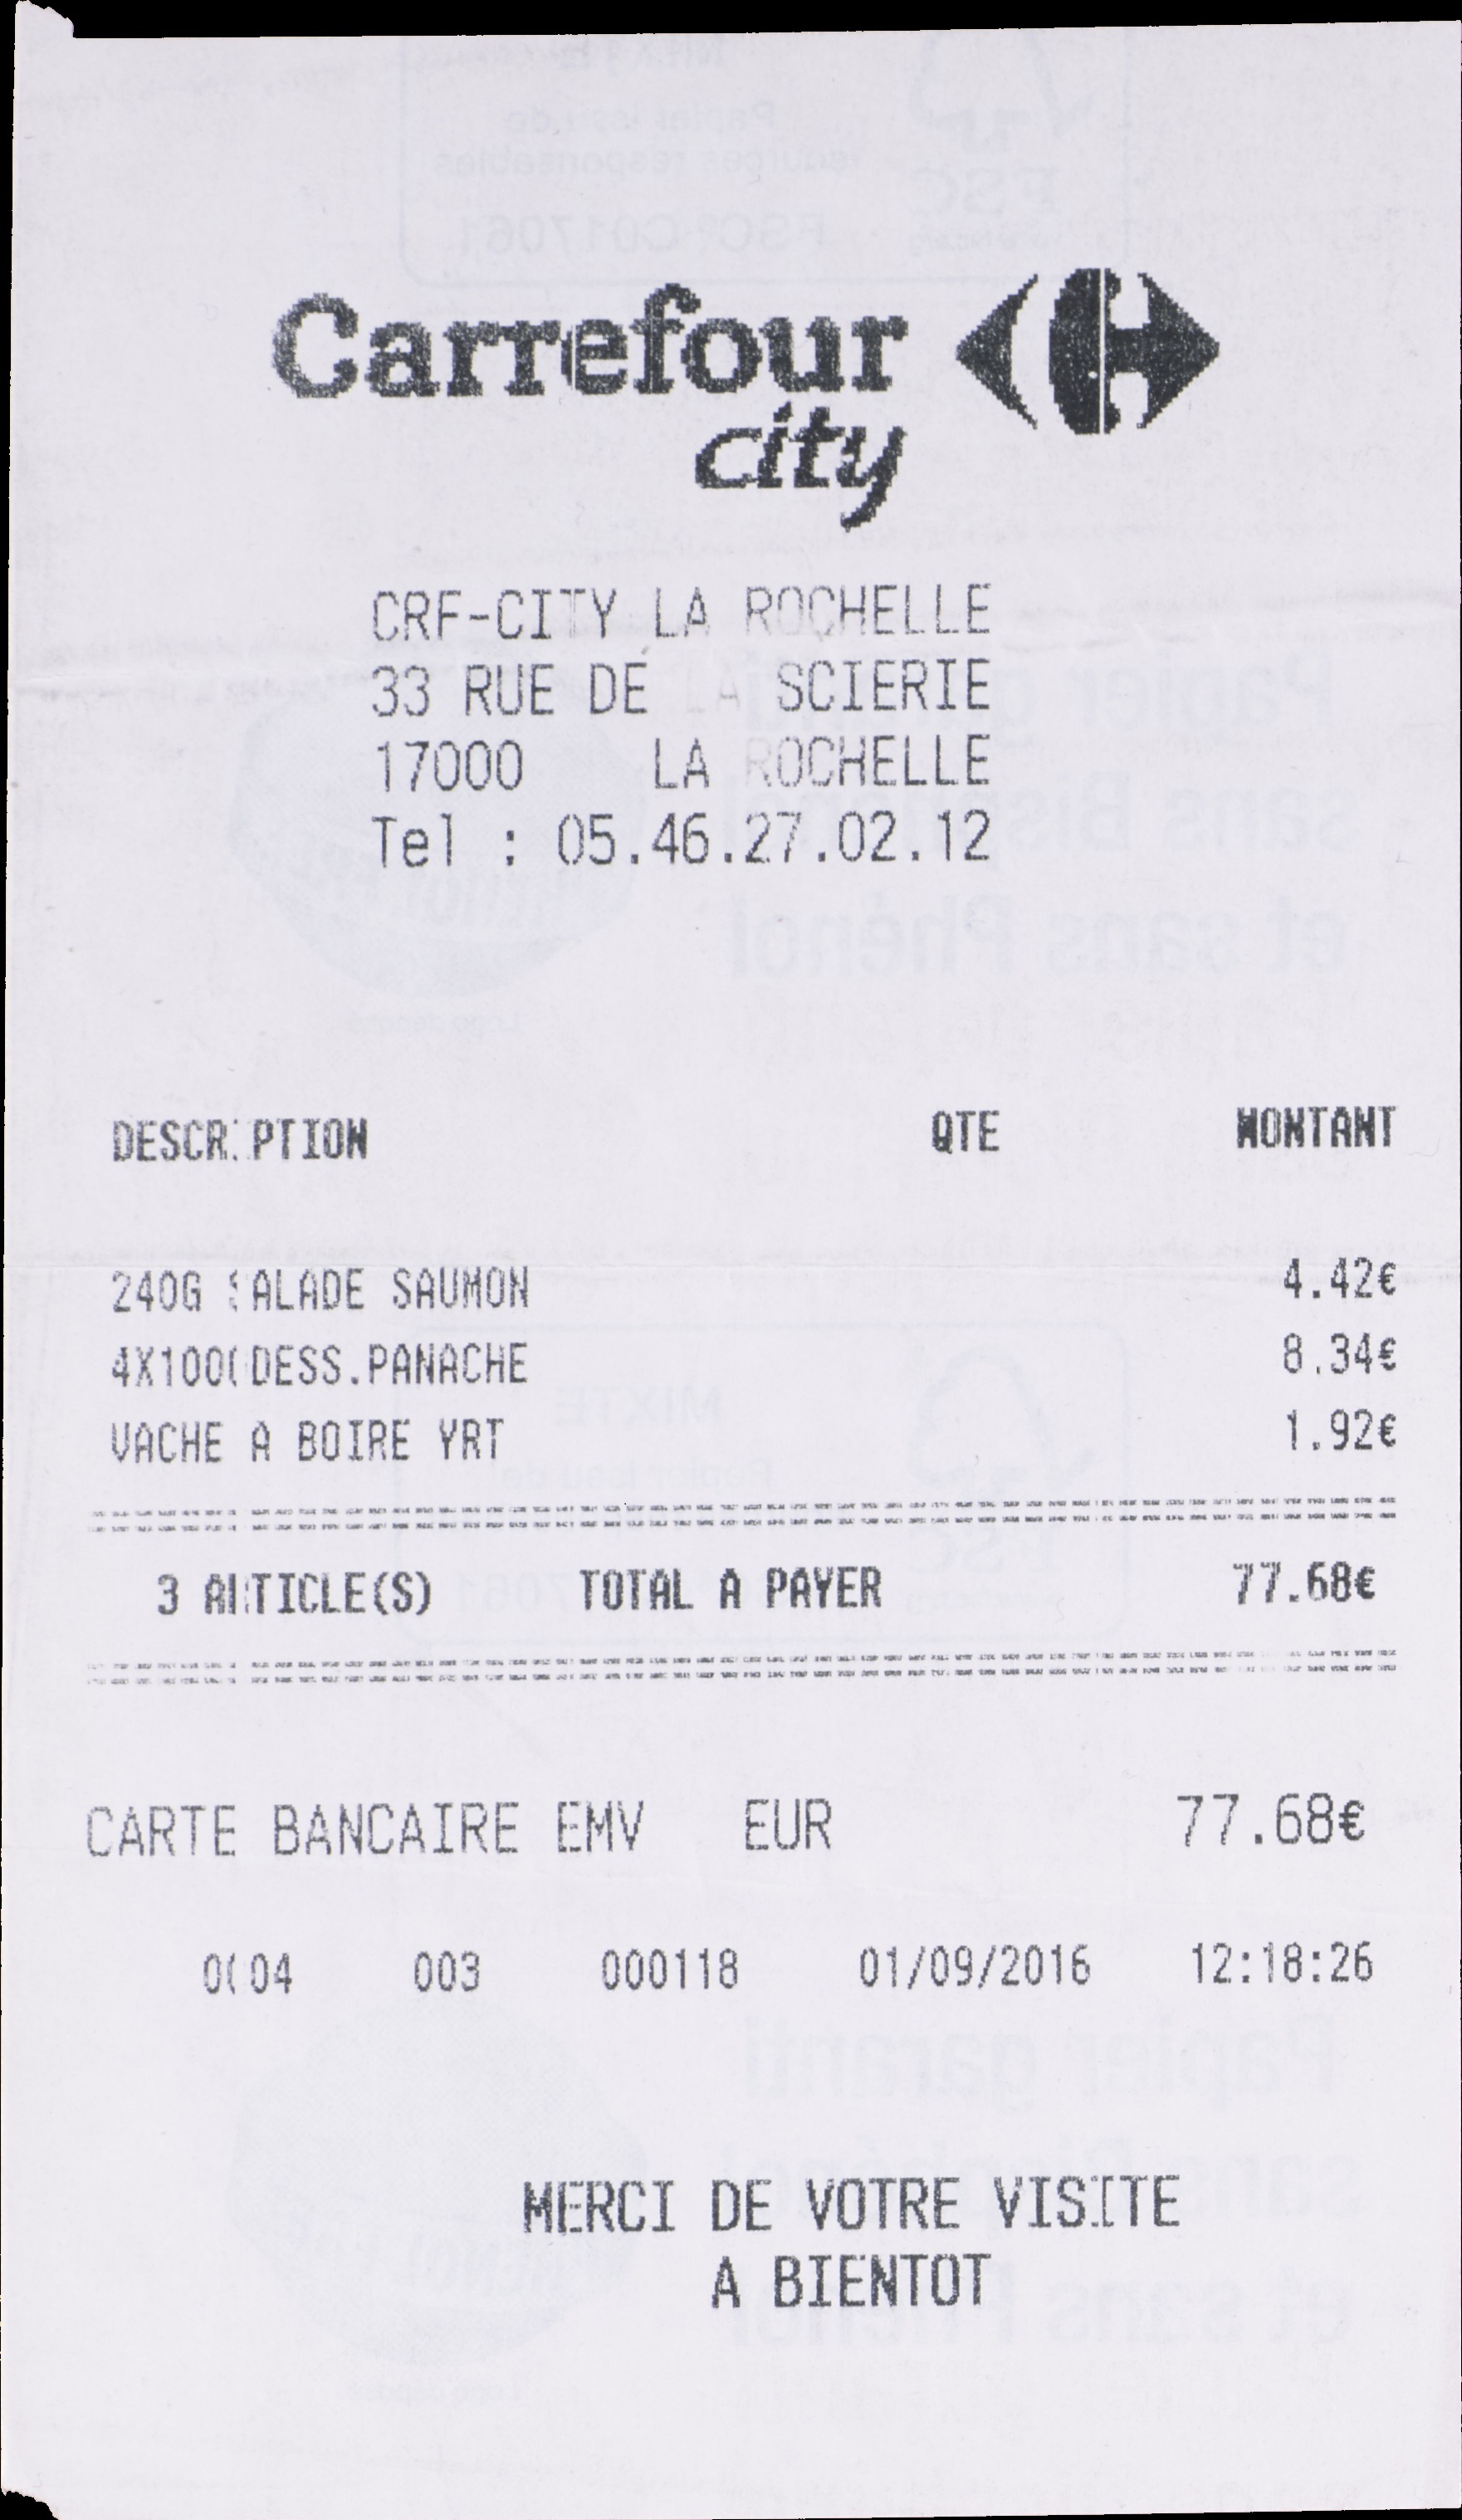 Carrefour
city
CRF-CITY LA ROCHELLE
33 RUE DE LA SCIERIE
17000 LA ROCHELLE
Tel : 05.46.27.02.12
DESCRIPTION QTE MONTANT
240G SALADE SAUMON 4.42€
4X100G DESS.PANACHE 8.34€
VACHE A BOIRE YRT 1.92€
3 ARTICLE(S) TOTAL A PAYER 77.68€
CARTE BANCAIRE EMV EUR 77.68€
0004 003 000118 01/09/2016 12:18:26
MERCI DE VOTRE VISITE
A BIENTOT